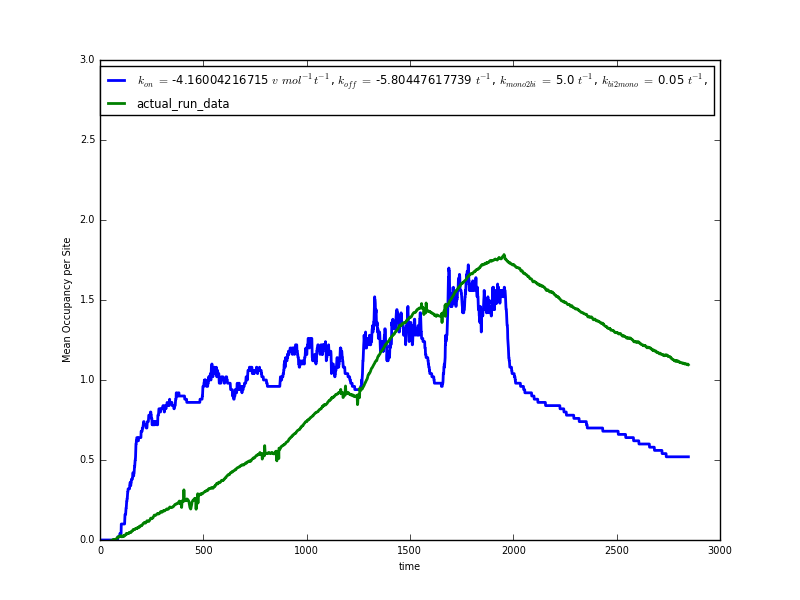 3.0
k_on = -4.16004216715 v mol^−1 t^−1, k_off = -5.80447617739 t^−1, k_mono2bi = 5.0 t^−1, k_bi2mono = 0.05 t^−1,
actual_run_data
2.5
2.0
1.5
1.0
0.5
0.0
Mean Occupancy per Site
0 500 1000 1500 2000 2500 3000
time